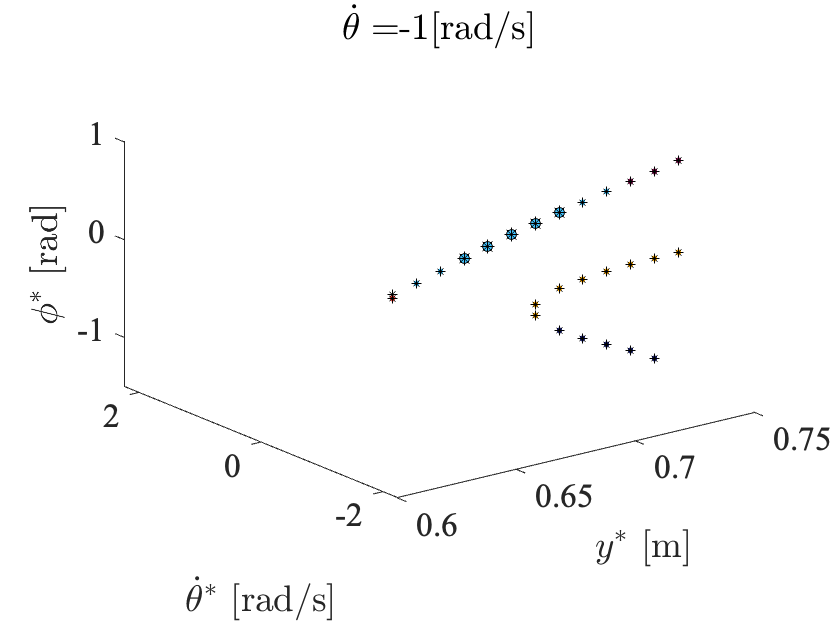 θ̇ =-1[rad/s]
1
0
-1
ϕ* [rad]
2
0
-2
θ̇* [rad/s]
0.6
0.65
0.7
0.75
y* [m]